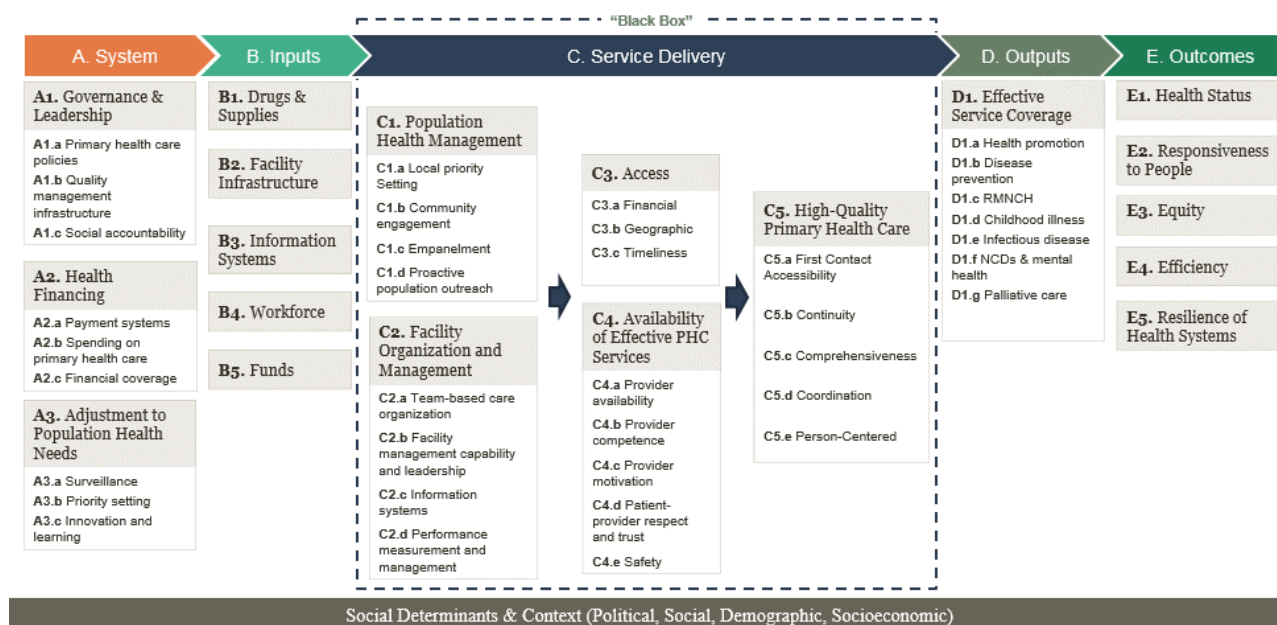 “Black Box”
A. System
B. Inputs
C. Service Delivery
D. Outputs
E. Outcomes
A1. Governance &
Leadership
A1.a Primary health care
policies
A1.b Quality
management
infrastructure
A1.c Social accountability
A2. Health
Financing
A2.a Payment systems
A2.b Spending on
primary health care
A2.c Financial coverage
A3. Adjustment to
Population Health
Needs
A3.a Surveillance
A3.b Priority setting
A3.c Innovation and
learning
B1. Drugs &
Supplies
B2. Facility
Infrastructure
B3. Information
Systems
B4. Workforce
B5. Funds
C1. Population
Health Management
C1.a Local priority
Setting
C1.b Community
engagement
C1.c Empanelment
C1.d Proactive
population outreach
C2. Facility
Organization and
Management
C2.a Team-based care
organization
C2.b Facility
management capability
and leadership
C2.c Information
systems
C2.d Performance
measurement and
management
C3. Access
C3.a Financial
C3.b Geographic
C3.c Timeliness
C4. Availability
of Effective PHC
Services
C4.a Provider
availability
C4.b Provider
competence
C4.c Provider
motivation
C4.d Patient-
provider respect
and trust
C4.e Safety
C5. High-Quality
Primary Health Care
C5.a First Contact
Accessibility
C5.b Continuity
C5.c Comprehensiveness
C5.d Coordination
C5.e Person-Centered
D1. Effective
Service Coverage
D1.a Health promotion
D1.b Disease
prevention
D1.c RMNCH
D1.d Childhood illness
D1.e Infectious disease
D1.f NCDs & mental
health
D1.g Palliative care
E1. Health Status
E2. Responsiveness
to People
E3. Equity
E4. Efficiency
E5. Resilience of
Health Systems
Social Determinants & Context (Political, Social, Demographic, Socioeconomic)